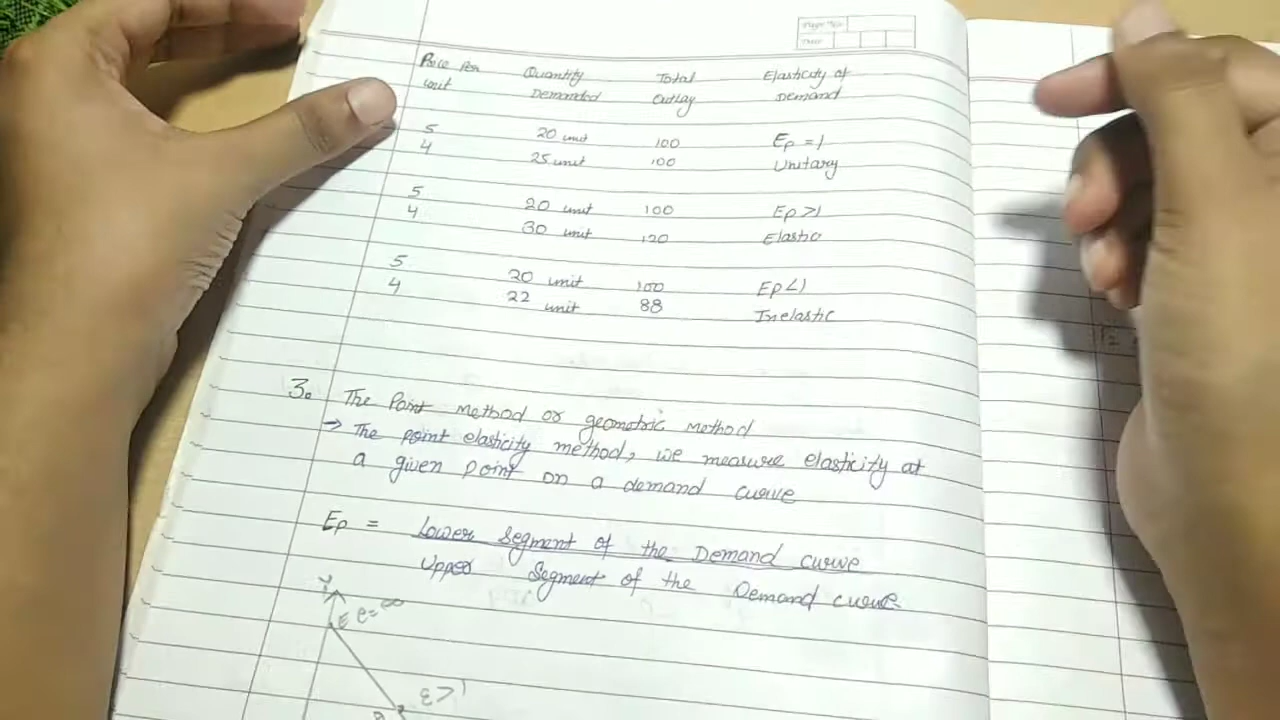 Price Per Quantity Total Elasticity of
unit Demanded Outlay Demand
5 20 unit 100 Ep = 1
4 25 unit 100 Unitary
5 20 unit 100 Ep >1
4 30 unit 120 Elastic
5 20 unit 100 Ep <1
4 22 unit 88 Inelastic
3. The Point method or geometric method
→ The point elasticity method, we measure elasticity at
a given point on a demand curve
Ep = Lower Segment of the Demand curve
Upper Segment of the Demand curve
Y
E e=∞
E >1